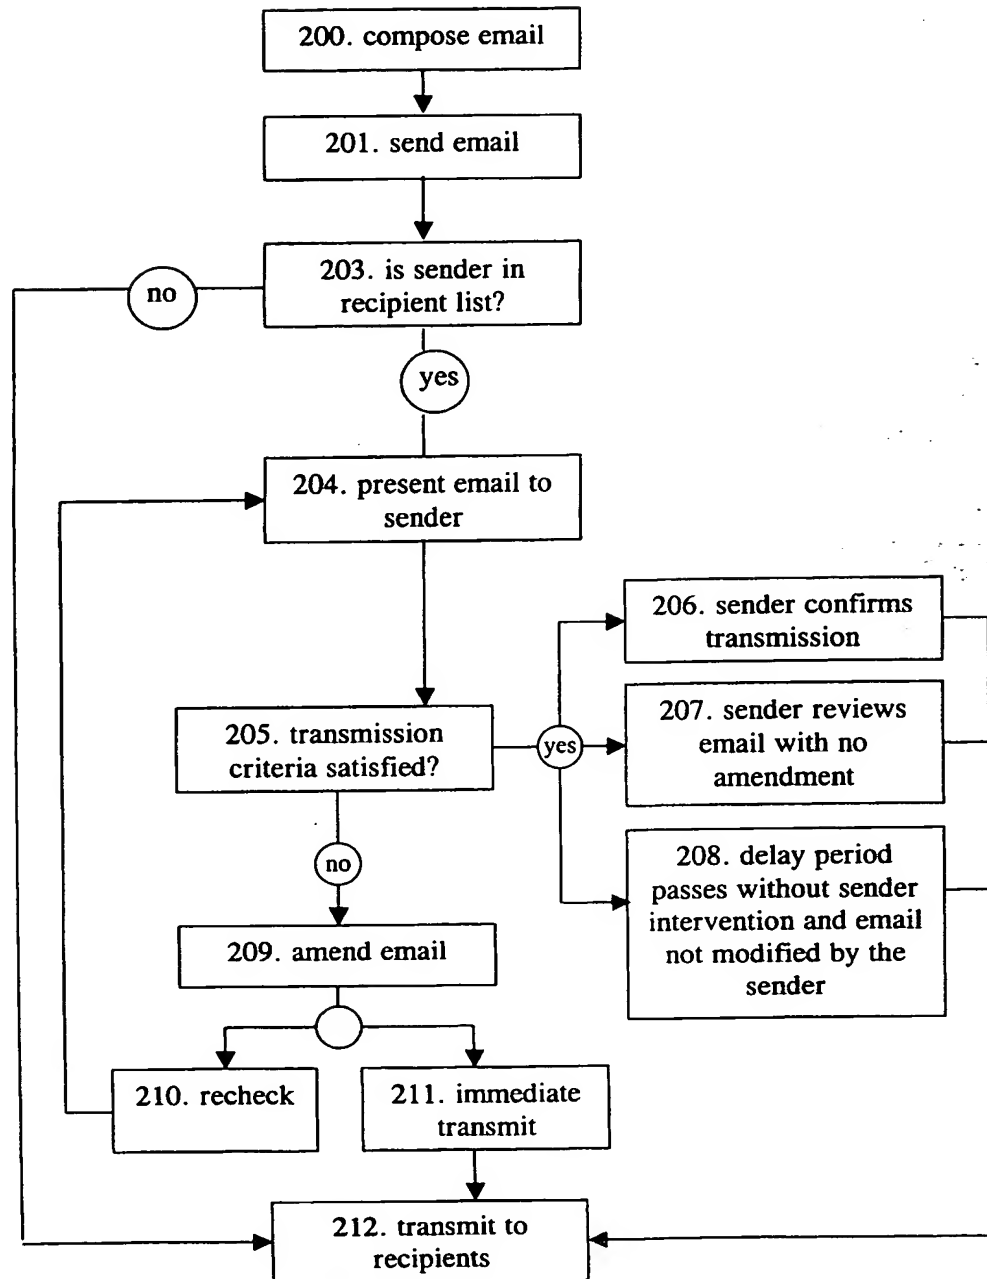 200. compose email
201. send email
203. is sender in
recipient list?
no
yes
204. present email to
sender
205. transmission
criteria satisfied?
yes
206. sender confirms
transmission
207. sender reviews
email with no
amendment
208. delay period
passes without sender
intervention and email
not modified by the
sender
no
209. amend email
210. recheck
211. immediate
transmit
212. transmit to
recipients